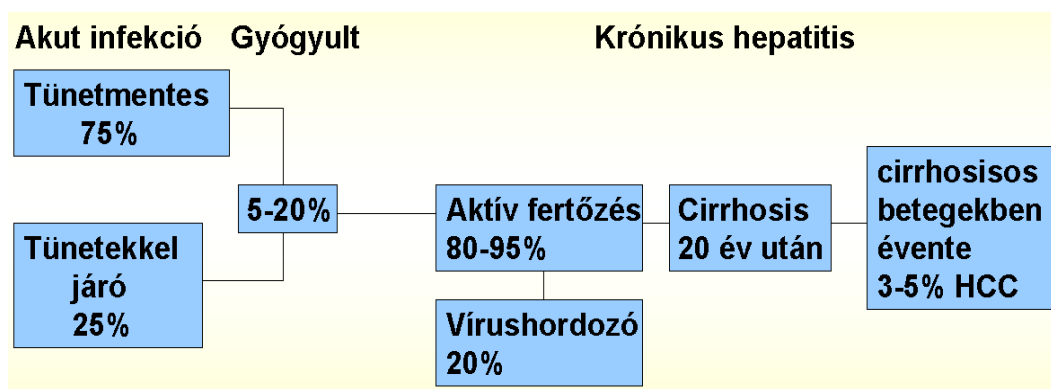 Akut infekció
Gyógyult
Krónikus hepatitis
Tünetmentes
75%
Tünetekkel
járó
25%
5-20%
Aktív fertőzés
80-95%
Vírushordozó
20%
Cirrhosis
20 év után
cirrhosisos
betegekben
évente
3-5% HCC